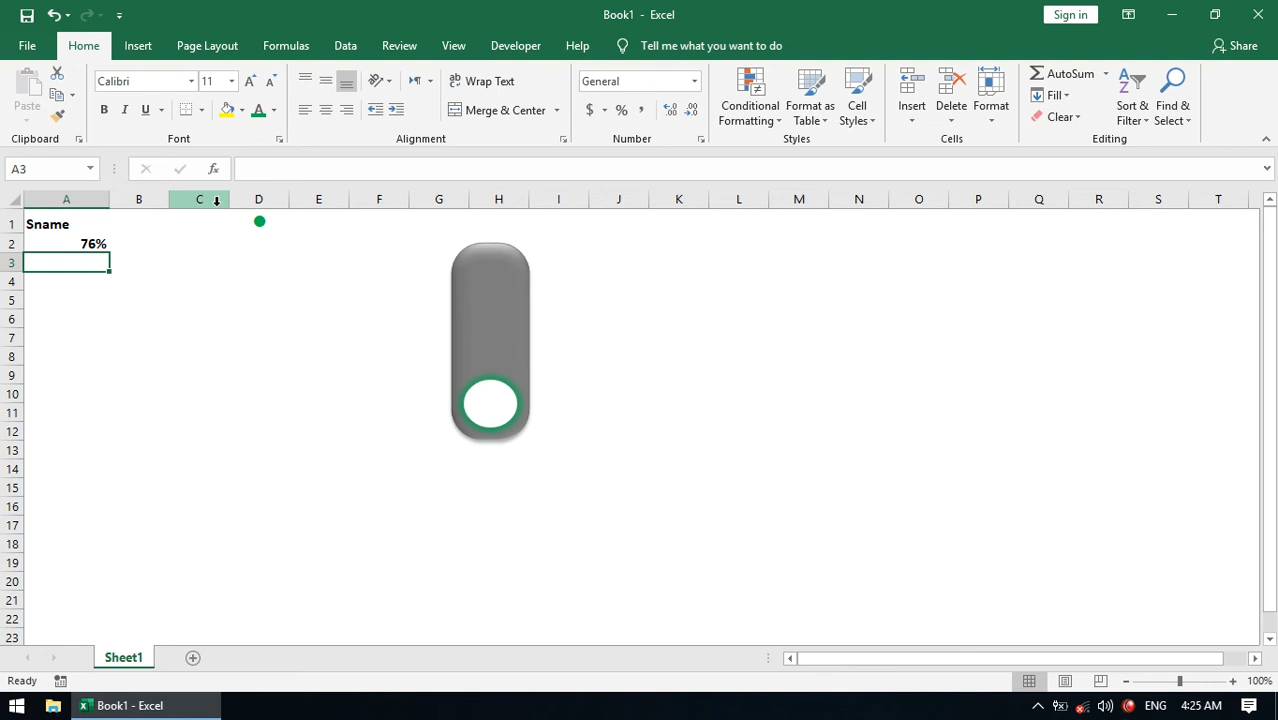 Book1 - Excel
Sign in
File Home Insert Page Layout Formulas Data Review View Developer Help Tell me what you want to do Share
Paste
Calibri 11
B I U A
Wrap Text
Merge & Center
General
$ % ,
Conditional Formatting
Format Table
Cell Styles
Insert
Delete
Format
AutoSum
Fill
Clear
Sort & Filter
Find & Select
Clipboard Font Alignment Number Styles Cells Editing
A3 fx
A B C D E F G H I J K L M N O P Q R S T
1 Sname
2 76%
3
4
5
6
7
8
9
10
11
12
13
14
15
16
17
18
19
20
21
22
23
Sheet1
Ready 100%
Book1 - Excel ENG 4:25 AM